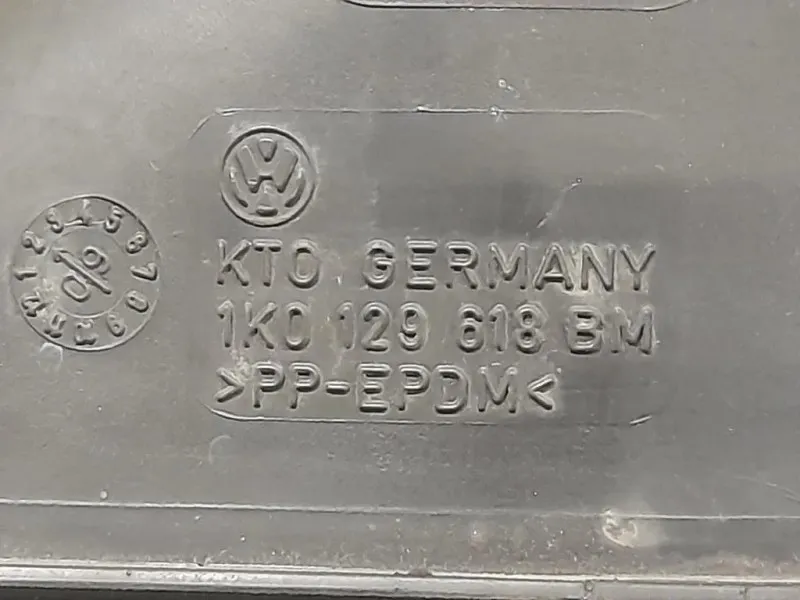 KTO GERMANY
1K0 129 618 BM
>PP-EPDM<